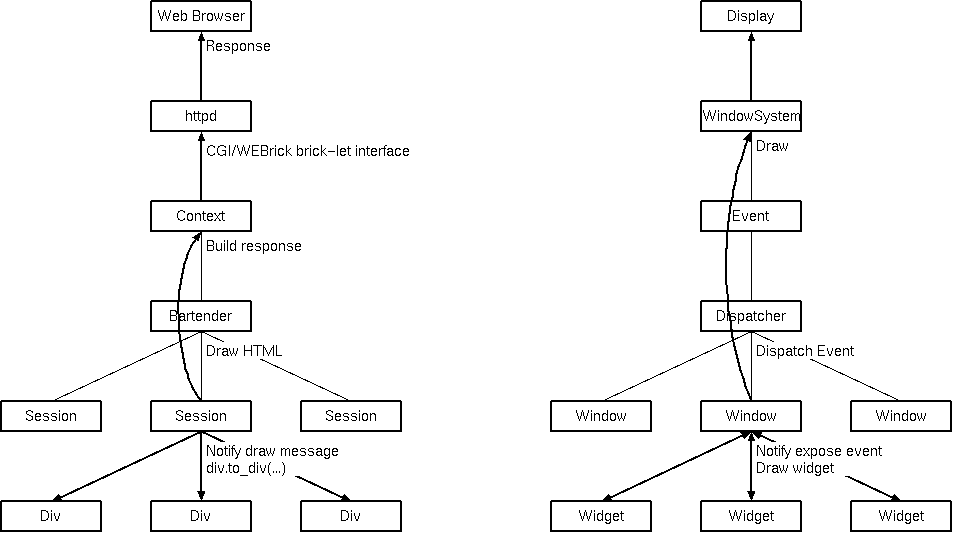 Web Browser
Response
httpd
CGI/WEBrick brick-let interface
Context
Build response
Bartender
Draw HTML
Session
Session
Session
Notify draw message
div.to_div(...)
Div
Div
Div
Display
WindowSystem
Draw
Event
Dispatcher
Dispatch Event
Window
Window
Window
Notify expose event
Draw widget
Widget
Widget
Widget